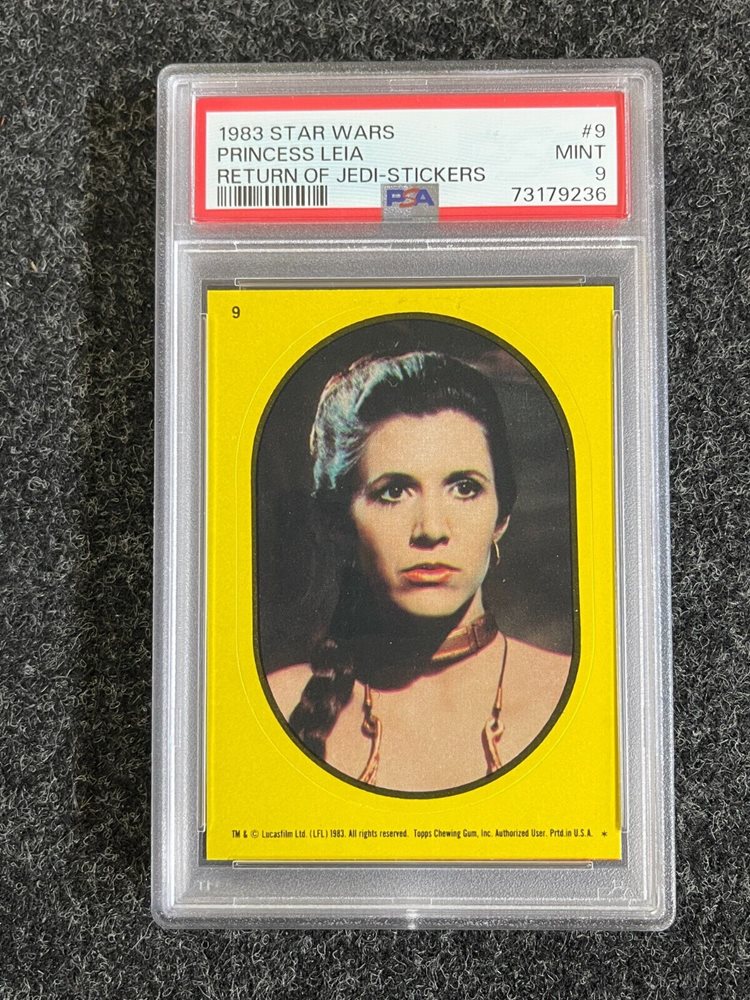 1983 STAR WARS #9
PRINCESS LEIA MINT
RETURN OF JEDI-STICKERS 9
PSA 73179236
9
TM & © Lucasfilm Ltd. (LFL) 1983. All rights reserved. Topps Chewing Gum, Inc. Authorized User. Prtd. in U.S.A. *